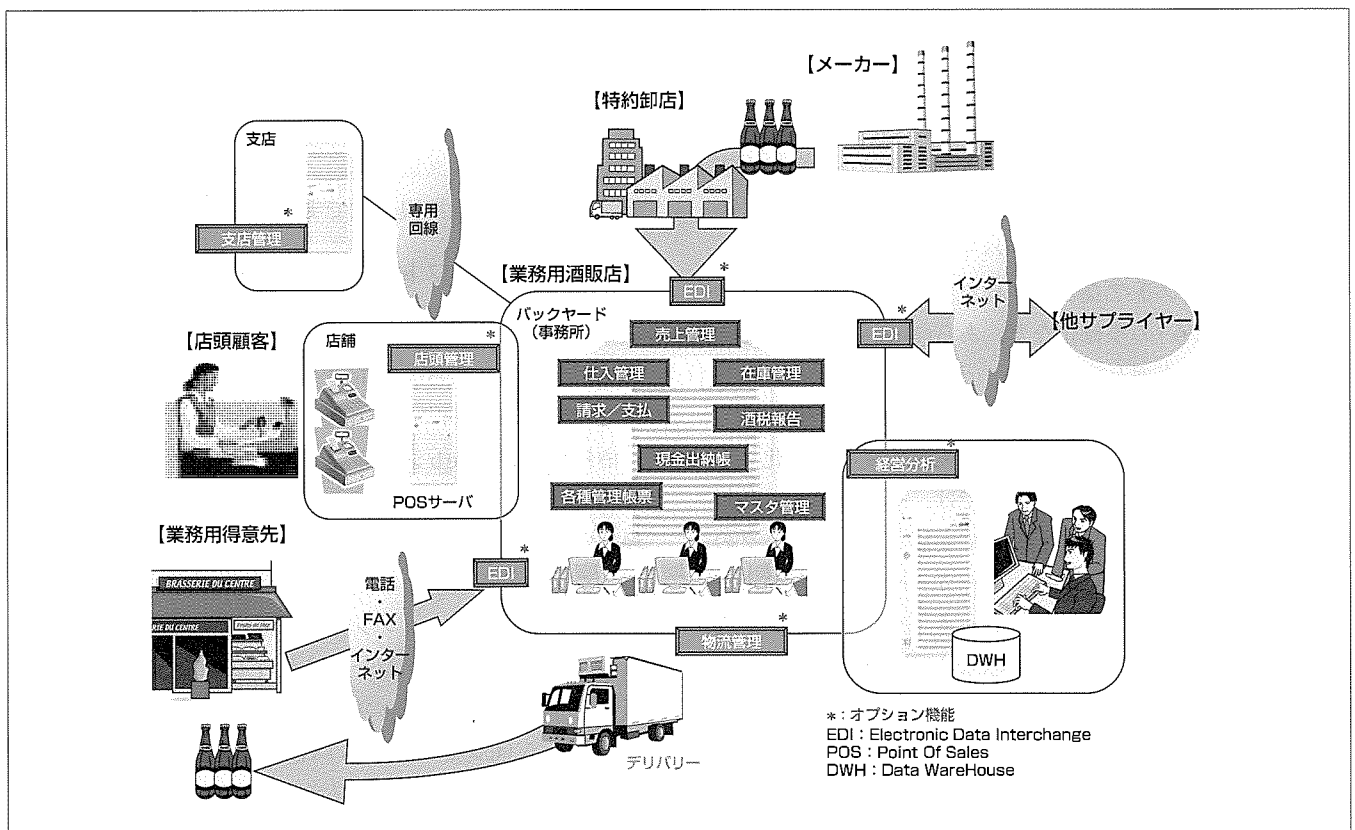 【メーカー】
【特約卸店】
支店
*
支店管理
専用
回線
【業務用酒販店】
*
EDI
バックヤード
(事務所)
インター
ネット
*
EDI
【他サプライヤー】
【店頭顧客】
店舗
*
店頭管理
POSサーバ
売上管理
仕入管理
在庫管理
請求/支払
酒税報告
現金出納帳
各種管理帳票
マスタ管理
*
経営分析
DWH
【業務用得意先】
BRASSERIE DU CENTRE
RIE DU CENTRE
電話
・
FAX
・
インター
ネット
*
EDI
*
物流管理
デリバリー
*:オプション機能
EDI:Electronic Data Interchange
POS:Point Of Sales
DWH:Data WareHouse